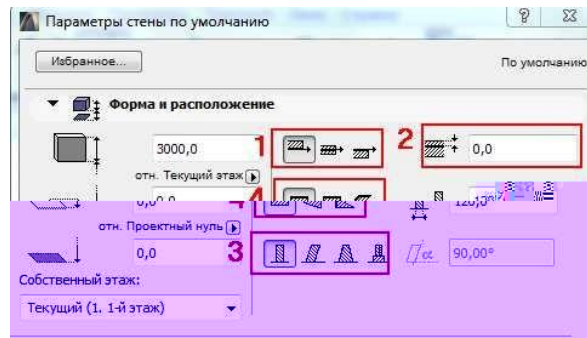 Параметры стены по умолчанию
Избранное...
По умолчанию
Форма и расположение
3000,0 1 2 0,0
отн. Текущий этаж
4
отн. Проектный нуль
0,0 3 α 90,00°
Собственный этаж:
Текущий (1. 1-й этаж)